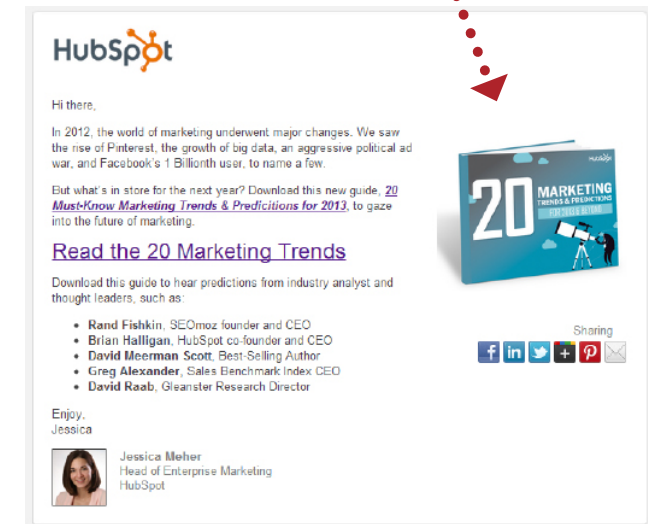 HubSpot
Hi there,
In 2012, the world of marketing underwent major changes. We saw
the rise of Pinterest, the growth of big data, an aggressive political ad
war, and Facebook's 1 Billionth user, to name a few.
But what's in store for the next year? Download this new guide, 20
Must-Know Marketing Trends & Predicitions for 2013, to gaze
into the future of marketing.
Read the 20 Marketing Trends
Download this guide to hear predictions from industry analyst and
thought leaders, such as:
• Rand Fishkin, SEOmoz founder and CEO
• Brian Halligan, HubSpot co-founder and CEO
• David Meerman Scott, Best-Selling Author
• Greg Alexander, Sales Benchmark Index CEO
• David Raab, Gleanster Research Director
Enjoy,
Jessica
Jessica Meher
Head of Enterprise Marketing
HubSpot
HubSpot
20 MARKETING
TRENDS & PREDICTIONS
FOR 2013 & BEYOND
Sharing